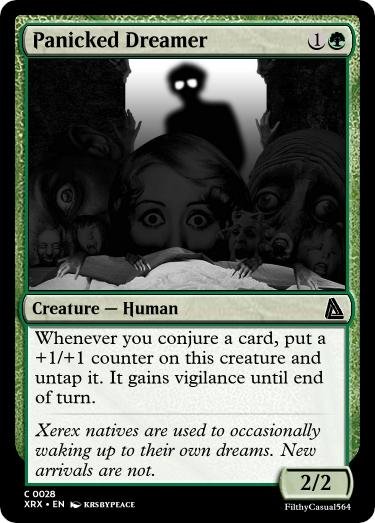 Panicked Dreamer 1
Creature — Human
Whenever you conjure a card, put a
+1/+1 counter on this creature and
untap it. It gains vigilance until end
of turn.
Xerex natives are used to occasionally
waking up to their own dreams. New
arrivals are not.
2/2
C 0028
XRX • EN KRSBYPEACE
FilthyCasual564